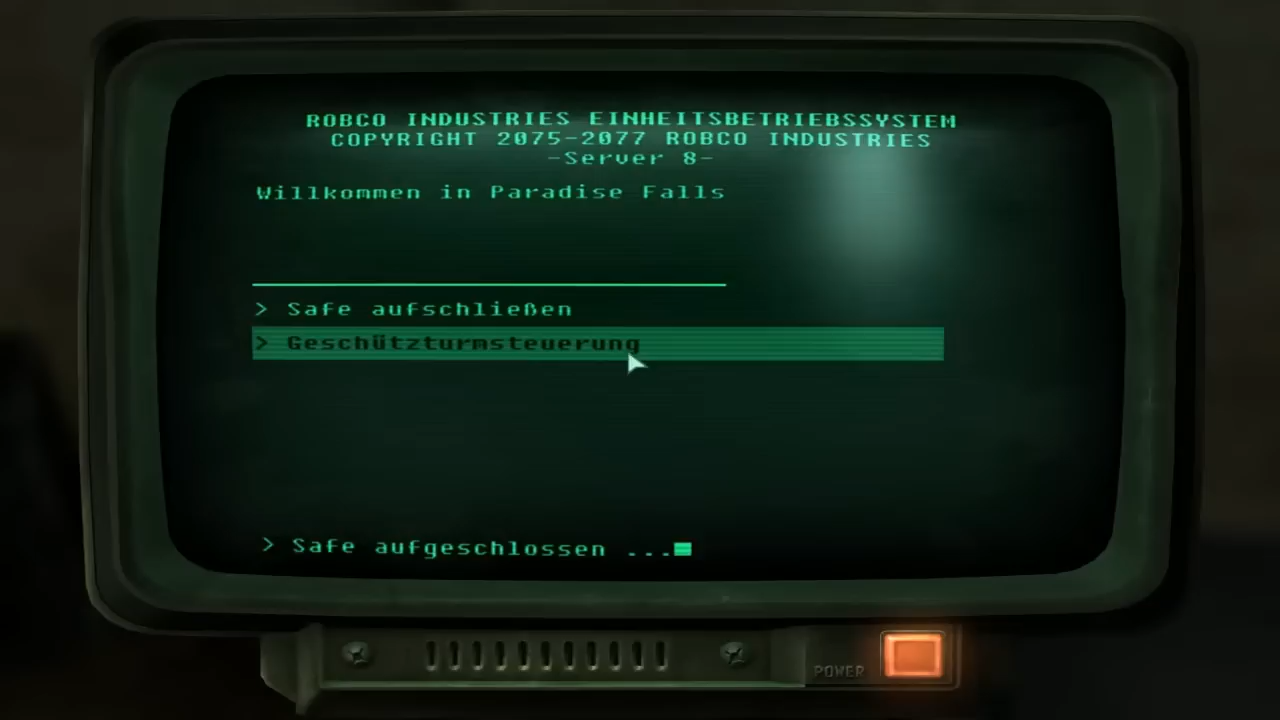 ROBCO INDUSTRIES EINHEITSBETRIEBSSYSTEM
COPYRIGHT 2075-2077 ROBCO INDUSTRIES
-Server 8-
Willkommen in Paradise Falls
> Safe aufschließen
> Geschützturmsteuerung
> Safe aufgeschlossen ...
POWER